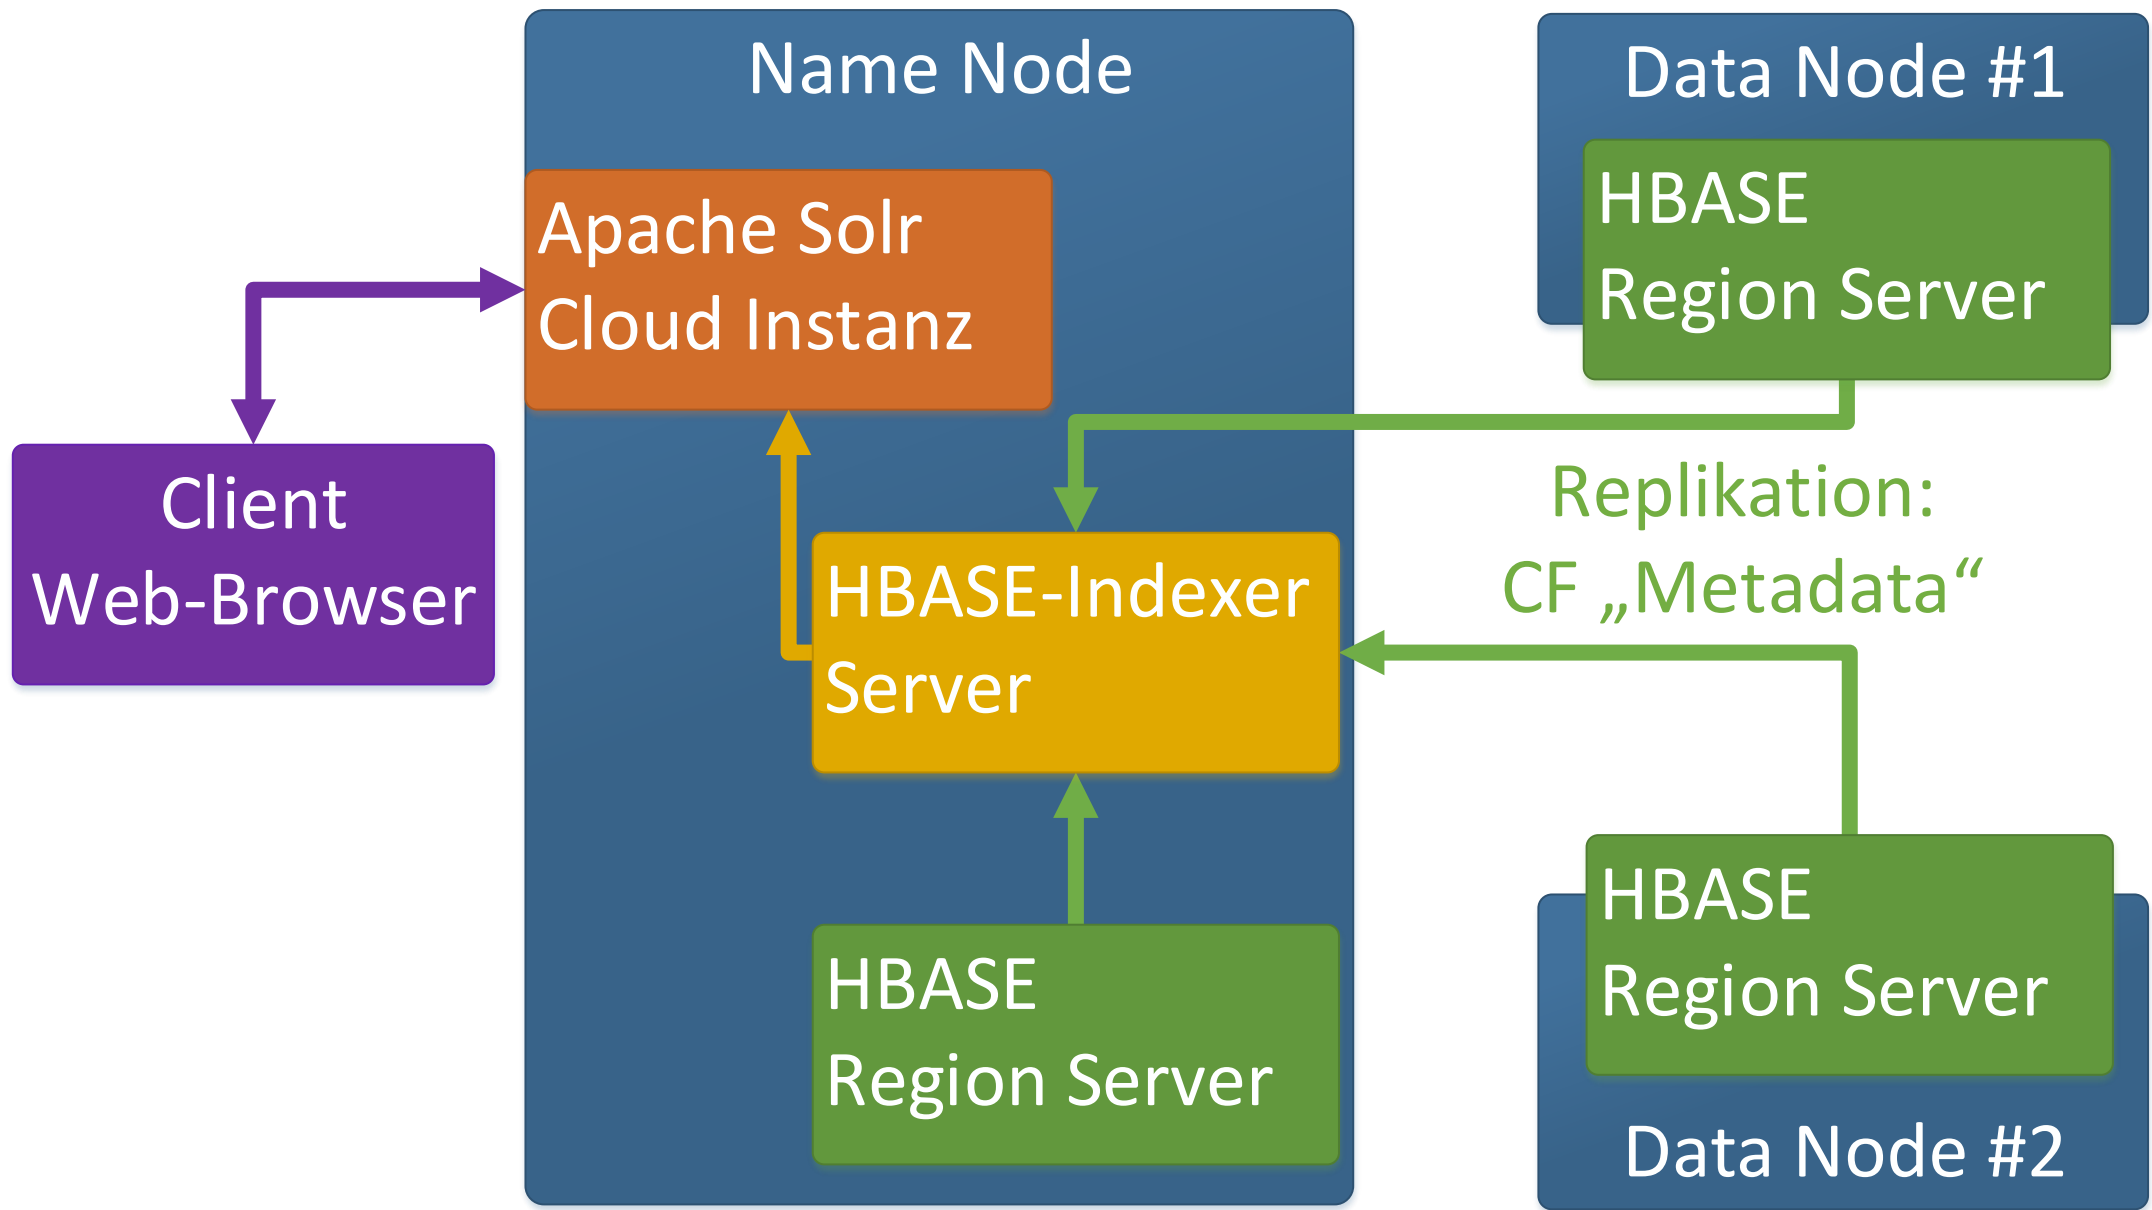 Name Node
Apache Solr
Cloud Instanz
Client
Web-Browser
HBASE-Indexer
Server
HBASE
Region Server
Data Node #1
HBASE
Region Server
Replikation:
CF „Metadata“
HBASE
Region Server
Data Node #2